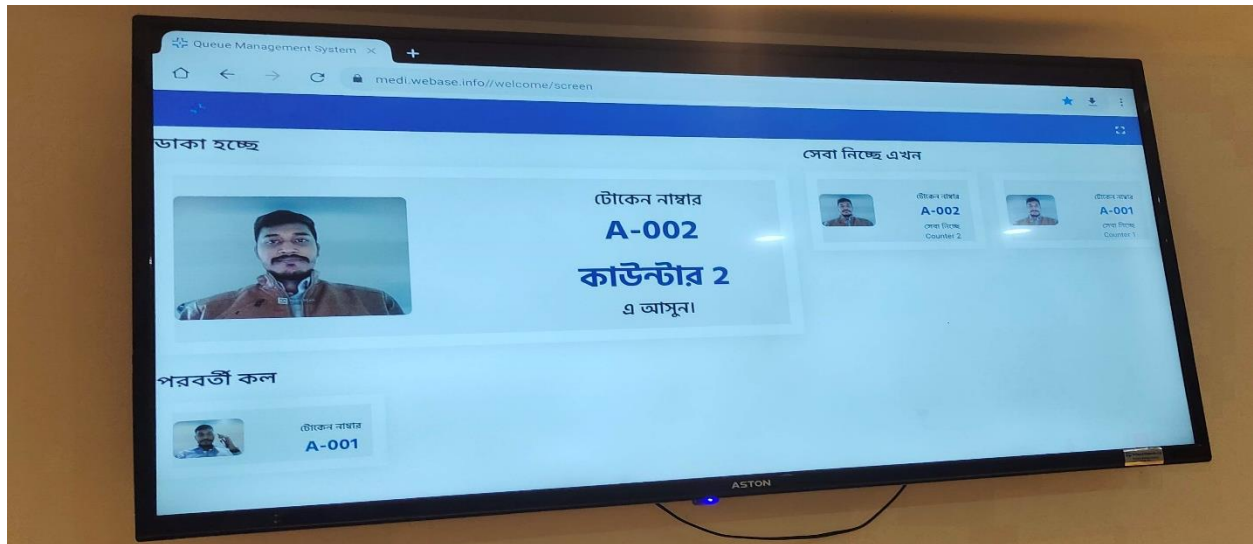 Queue Management System
medi.webase.info//welcome/screen
ডাকা হচ্ছে
টোকেন নাম্বার
A-002
কাউন্টার 2
এ আসুন।
সেবা নিচ্ছে এখন
টোকেন নাম্বার
A-002
সেবা নিচ্ছে
Counter 2
টোকেন নাম্বার
A-001
সেবা নিচ্ছে
Counter 1
পরবর্তী কল
টোকেন নাম্বার
A-001
ASTON